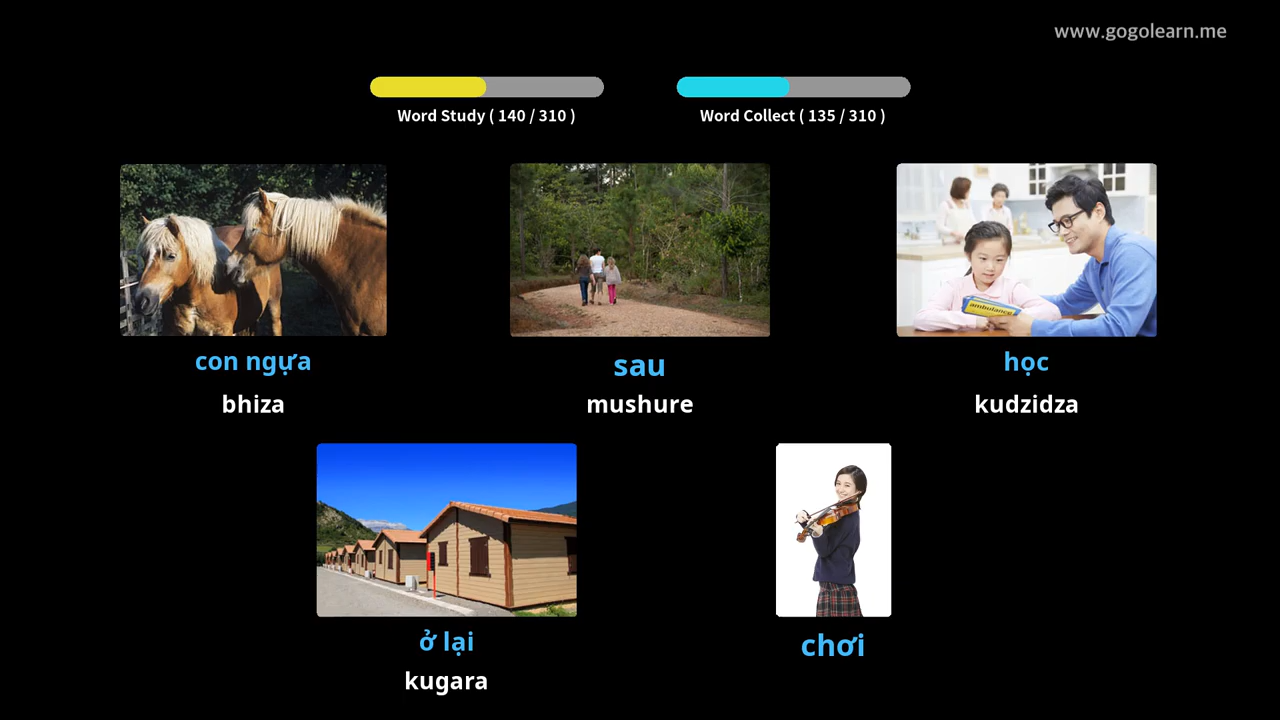 www.gogolearn.me
Word Study ( 140 / 310 )
Word Collect ( 135 / 310 )
ambulance
con ngựa
bhiza
sau
mushure
học
kudzidza
ở lại
kugara
chơi